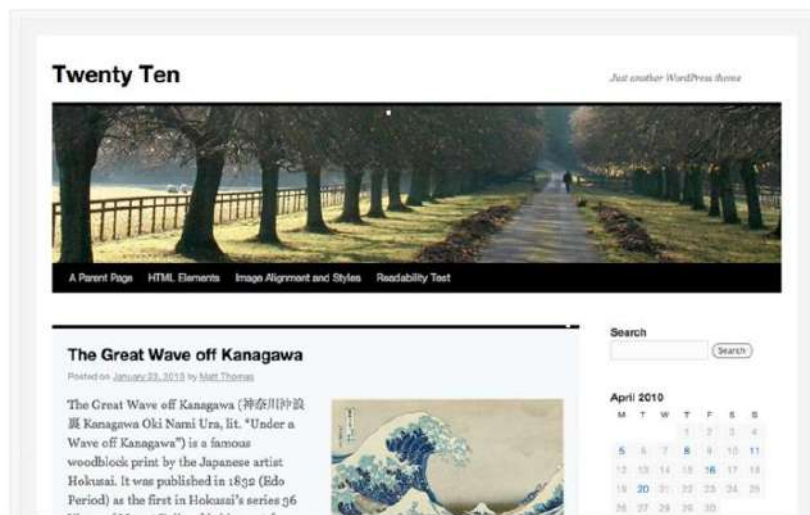 Twenty Ten
Just another WordPress theme
A Parent Page HTML Elements Image Alignment and Styles Readability Test
The Great Wave off Kanagawa
Posted on January 23, 2010 by Matt Thomas
The Great Wave off Kanagawa (神奈川沖浪
裏 Kanagawa Oki Nami Ura, lit. "Under a
Wave off Kanagawa") is a famous
woodblock print by the Japanese artist
Hokusai. It was published in 1832 (Edo
Period) as the first in Hokusai's series 36
Search
Search
April 2010
M T W T F S S
1 2 3 4
5 6 7 8 9 10 11
12 13 14 15 16 17 18
19 20 21 22 23 24 25
26 27 28 29 30